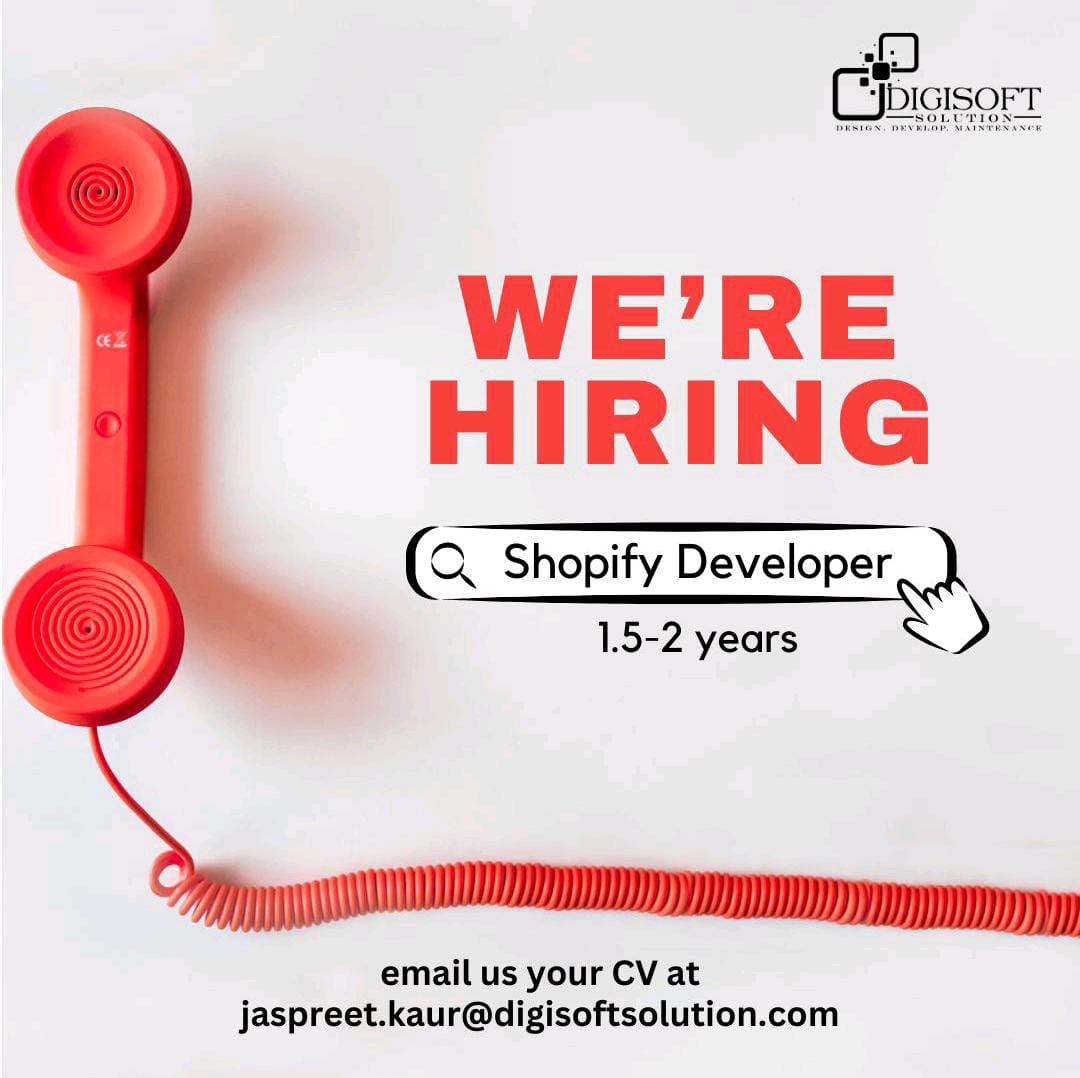 DIGISOFT
SOLUTION
DESIGN. DEVELOP. MAINTENANCE
CE
WE'RE
HIRING
Shopify Developer
1.5-2 years
email us your CV at
jaspreet.kaur@digisoftsolution.com